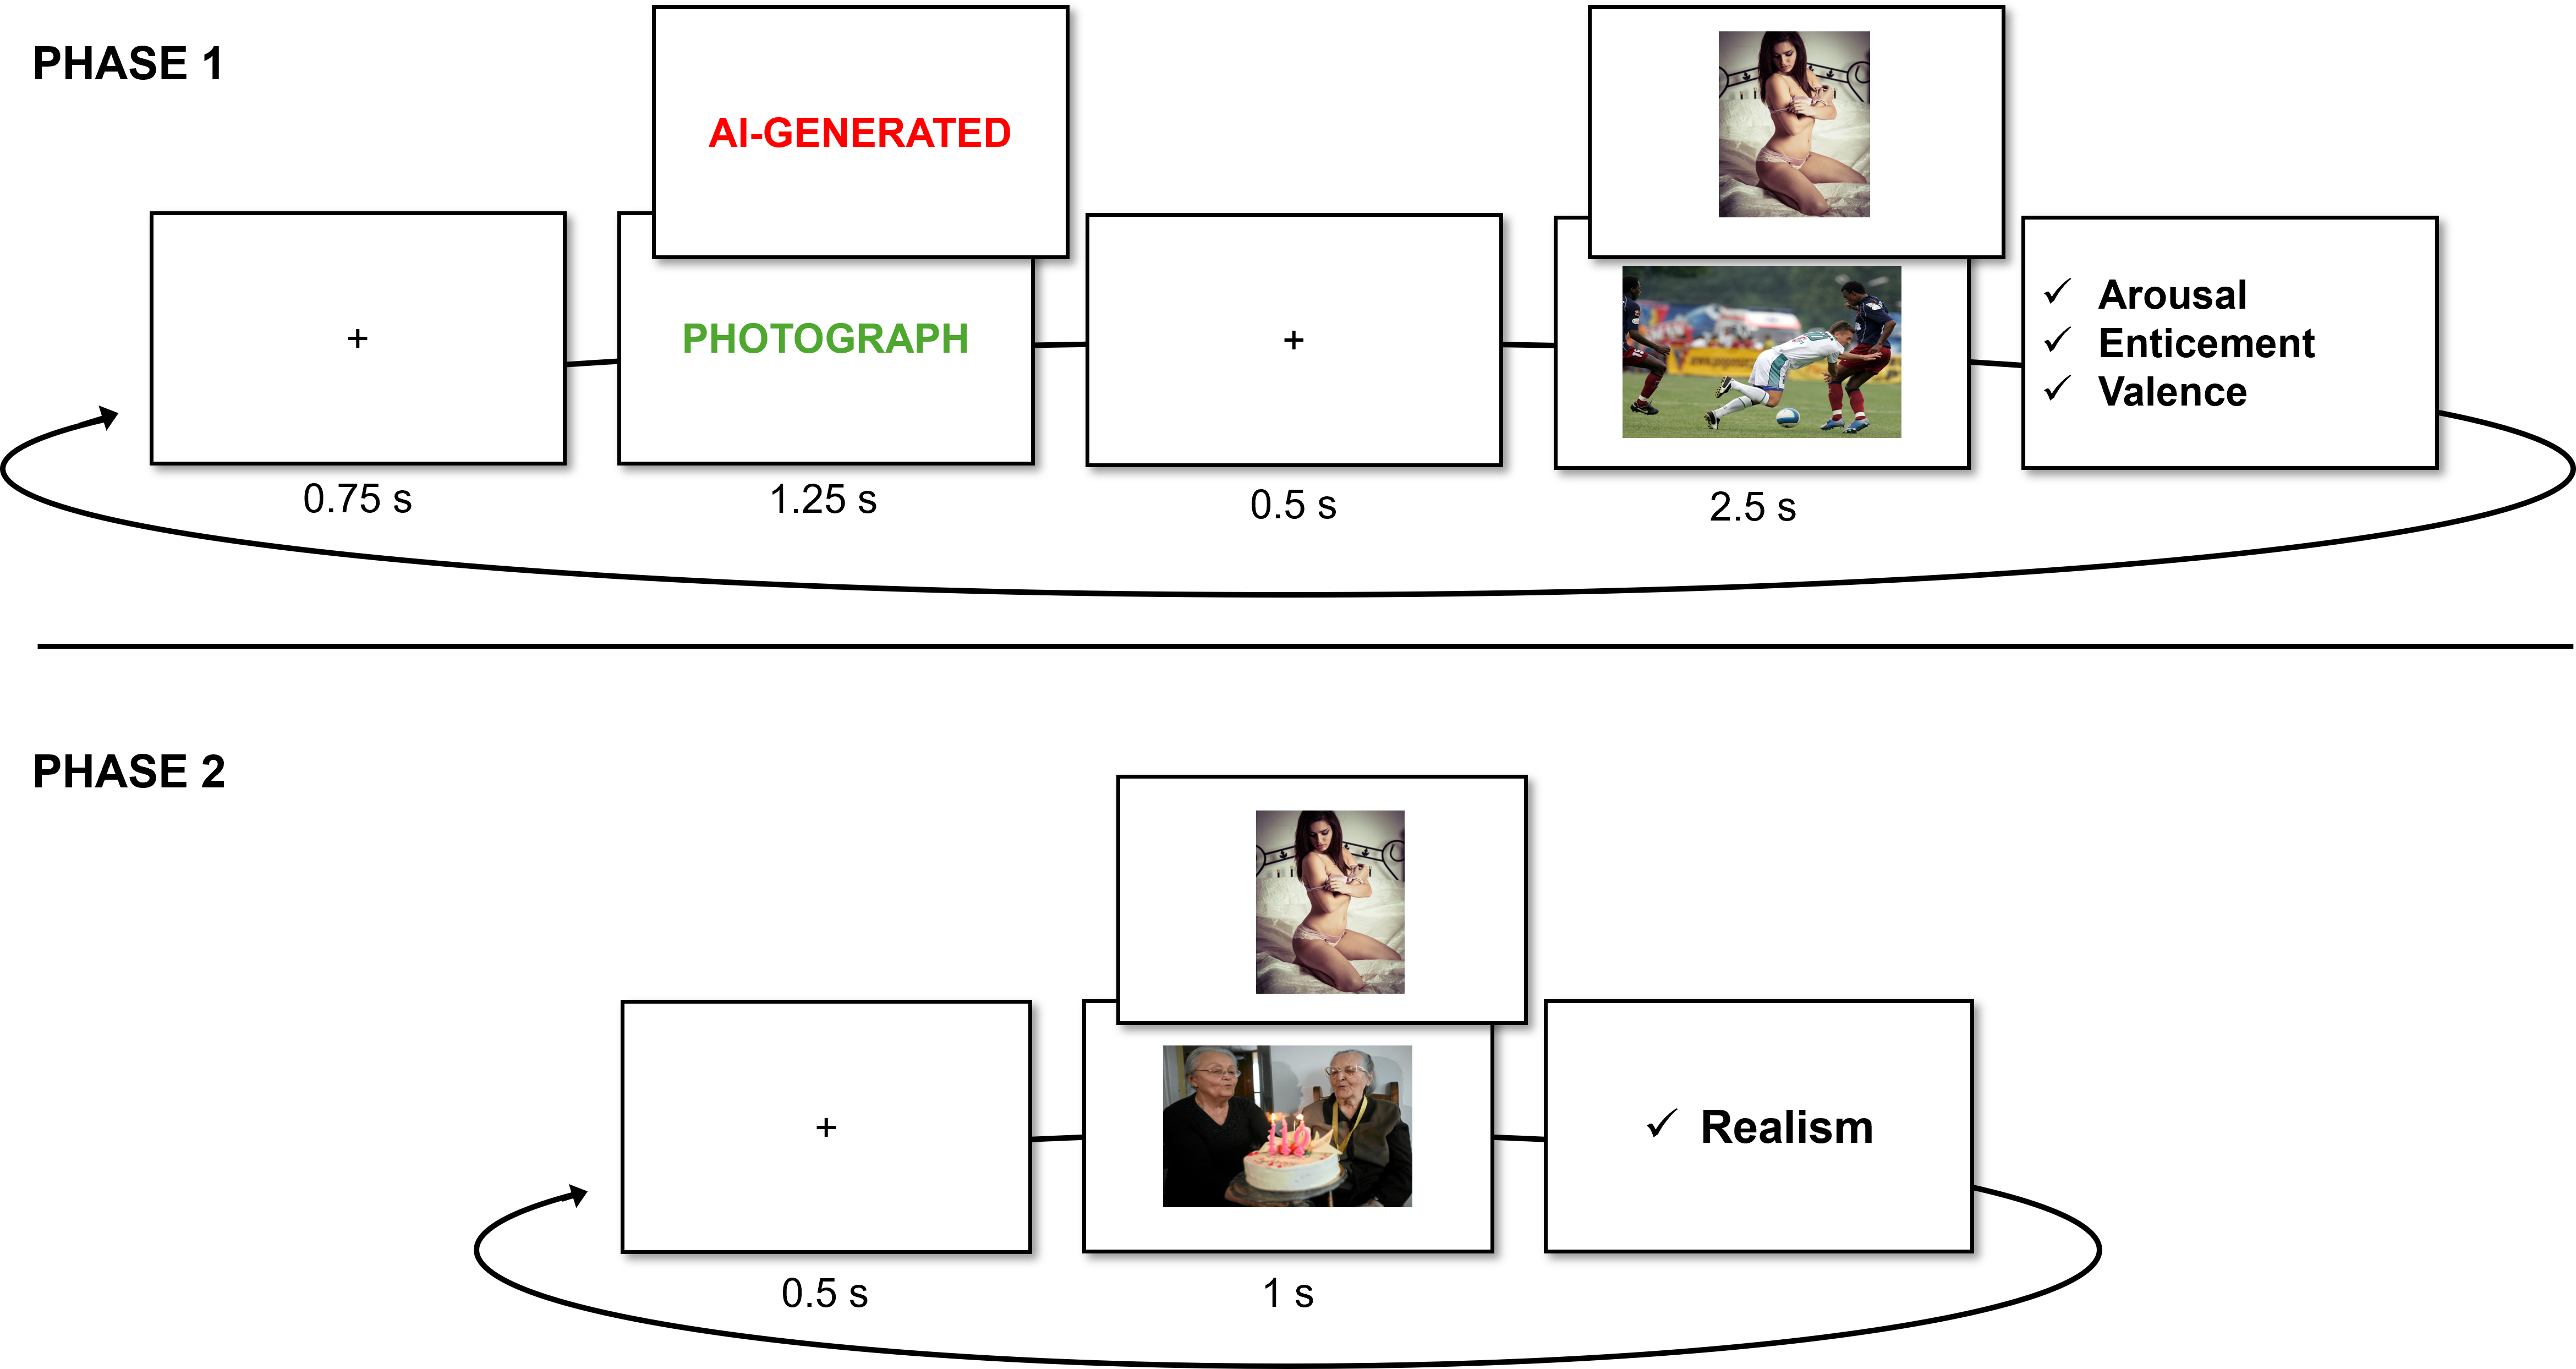 PHASE 1
AI-GENERATED
PHOTOGRAPH
+
+
✓ Arousal
✓ Enticement
✓ Valence
0.75 s
1.25 s
0.5 s
2.5 s
PHASE 2
+
✓ Realism
0.5 s
1 s